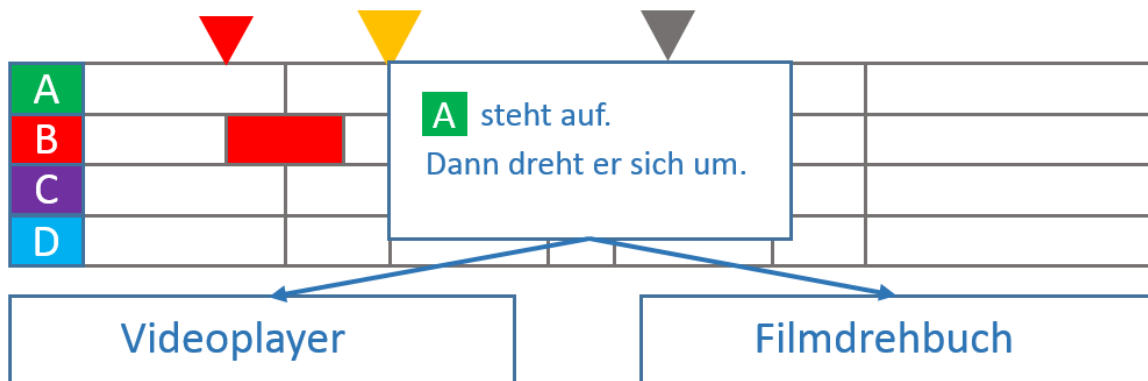 A
B
C
D
A steht auf.
Dann dreht er sich um.
Videoplayer
Filmdrehbuch